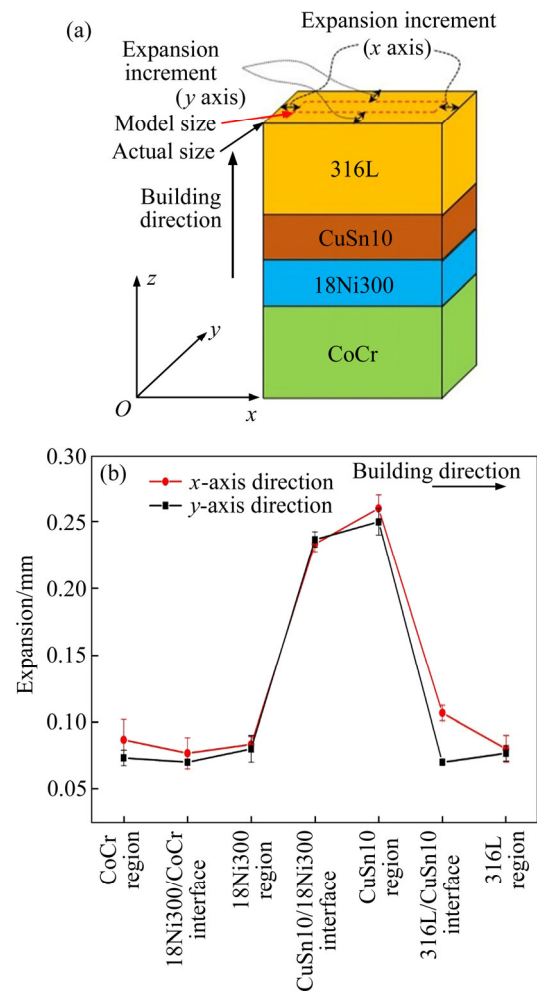 (a)
Expansion increment
(x axis)
Expansion
increment
(y axis)
Model size
Actual size
Building
direction
316L
CuSn10
18Ni300
CoCr
z
y
O
x
(b)
x-axis direction
y-axis direction
Building direction
Expansion/mm
0.30
0.25
0.20
0.15
0.10
0.05
CoCr
region
18Ni300/CoCr
interface
18Ni300
region
CuSn10/18Ni300
interface
CuSn10
region
316L/CuSn10
interface
316L
region